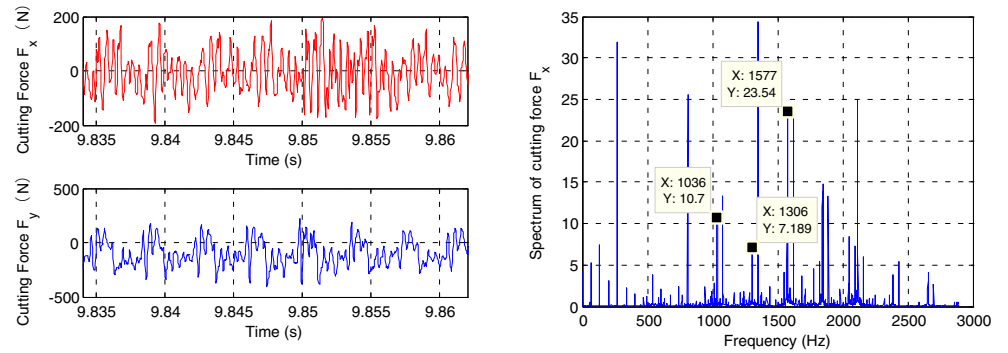 Cutting Force Fx (N)
200
0
-200
9.835 9.84 9.845 9.85 9.855 9.86
Time (s)
Cutting Force Fy (N)
500
0
-500
9.835 9.84 9.845 9.85 9.855 9.86
Time (s)
Spectrum of cutting force Fx
35
30
25
20
15
10
5
0
X: 1577
Y: 23.54
X: 1036
Y: 10.7
X: 1306
Y: 7.189
0 500 1000 1500 2000 2500 3000
Frequency (Hz)